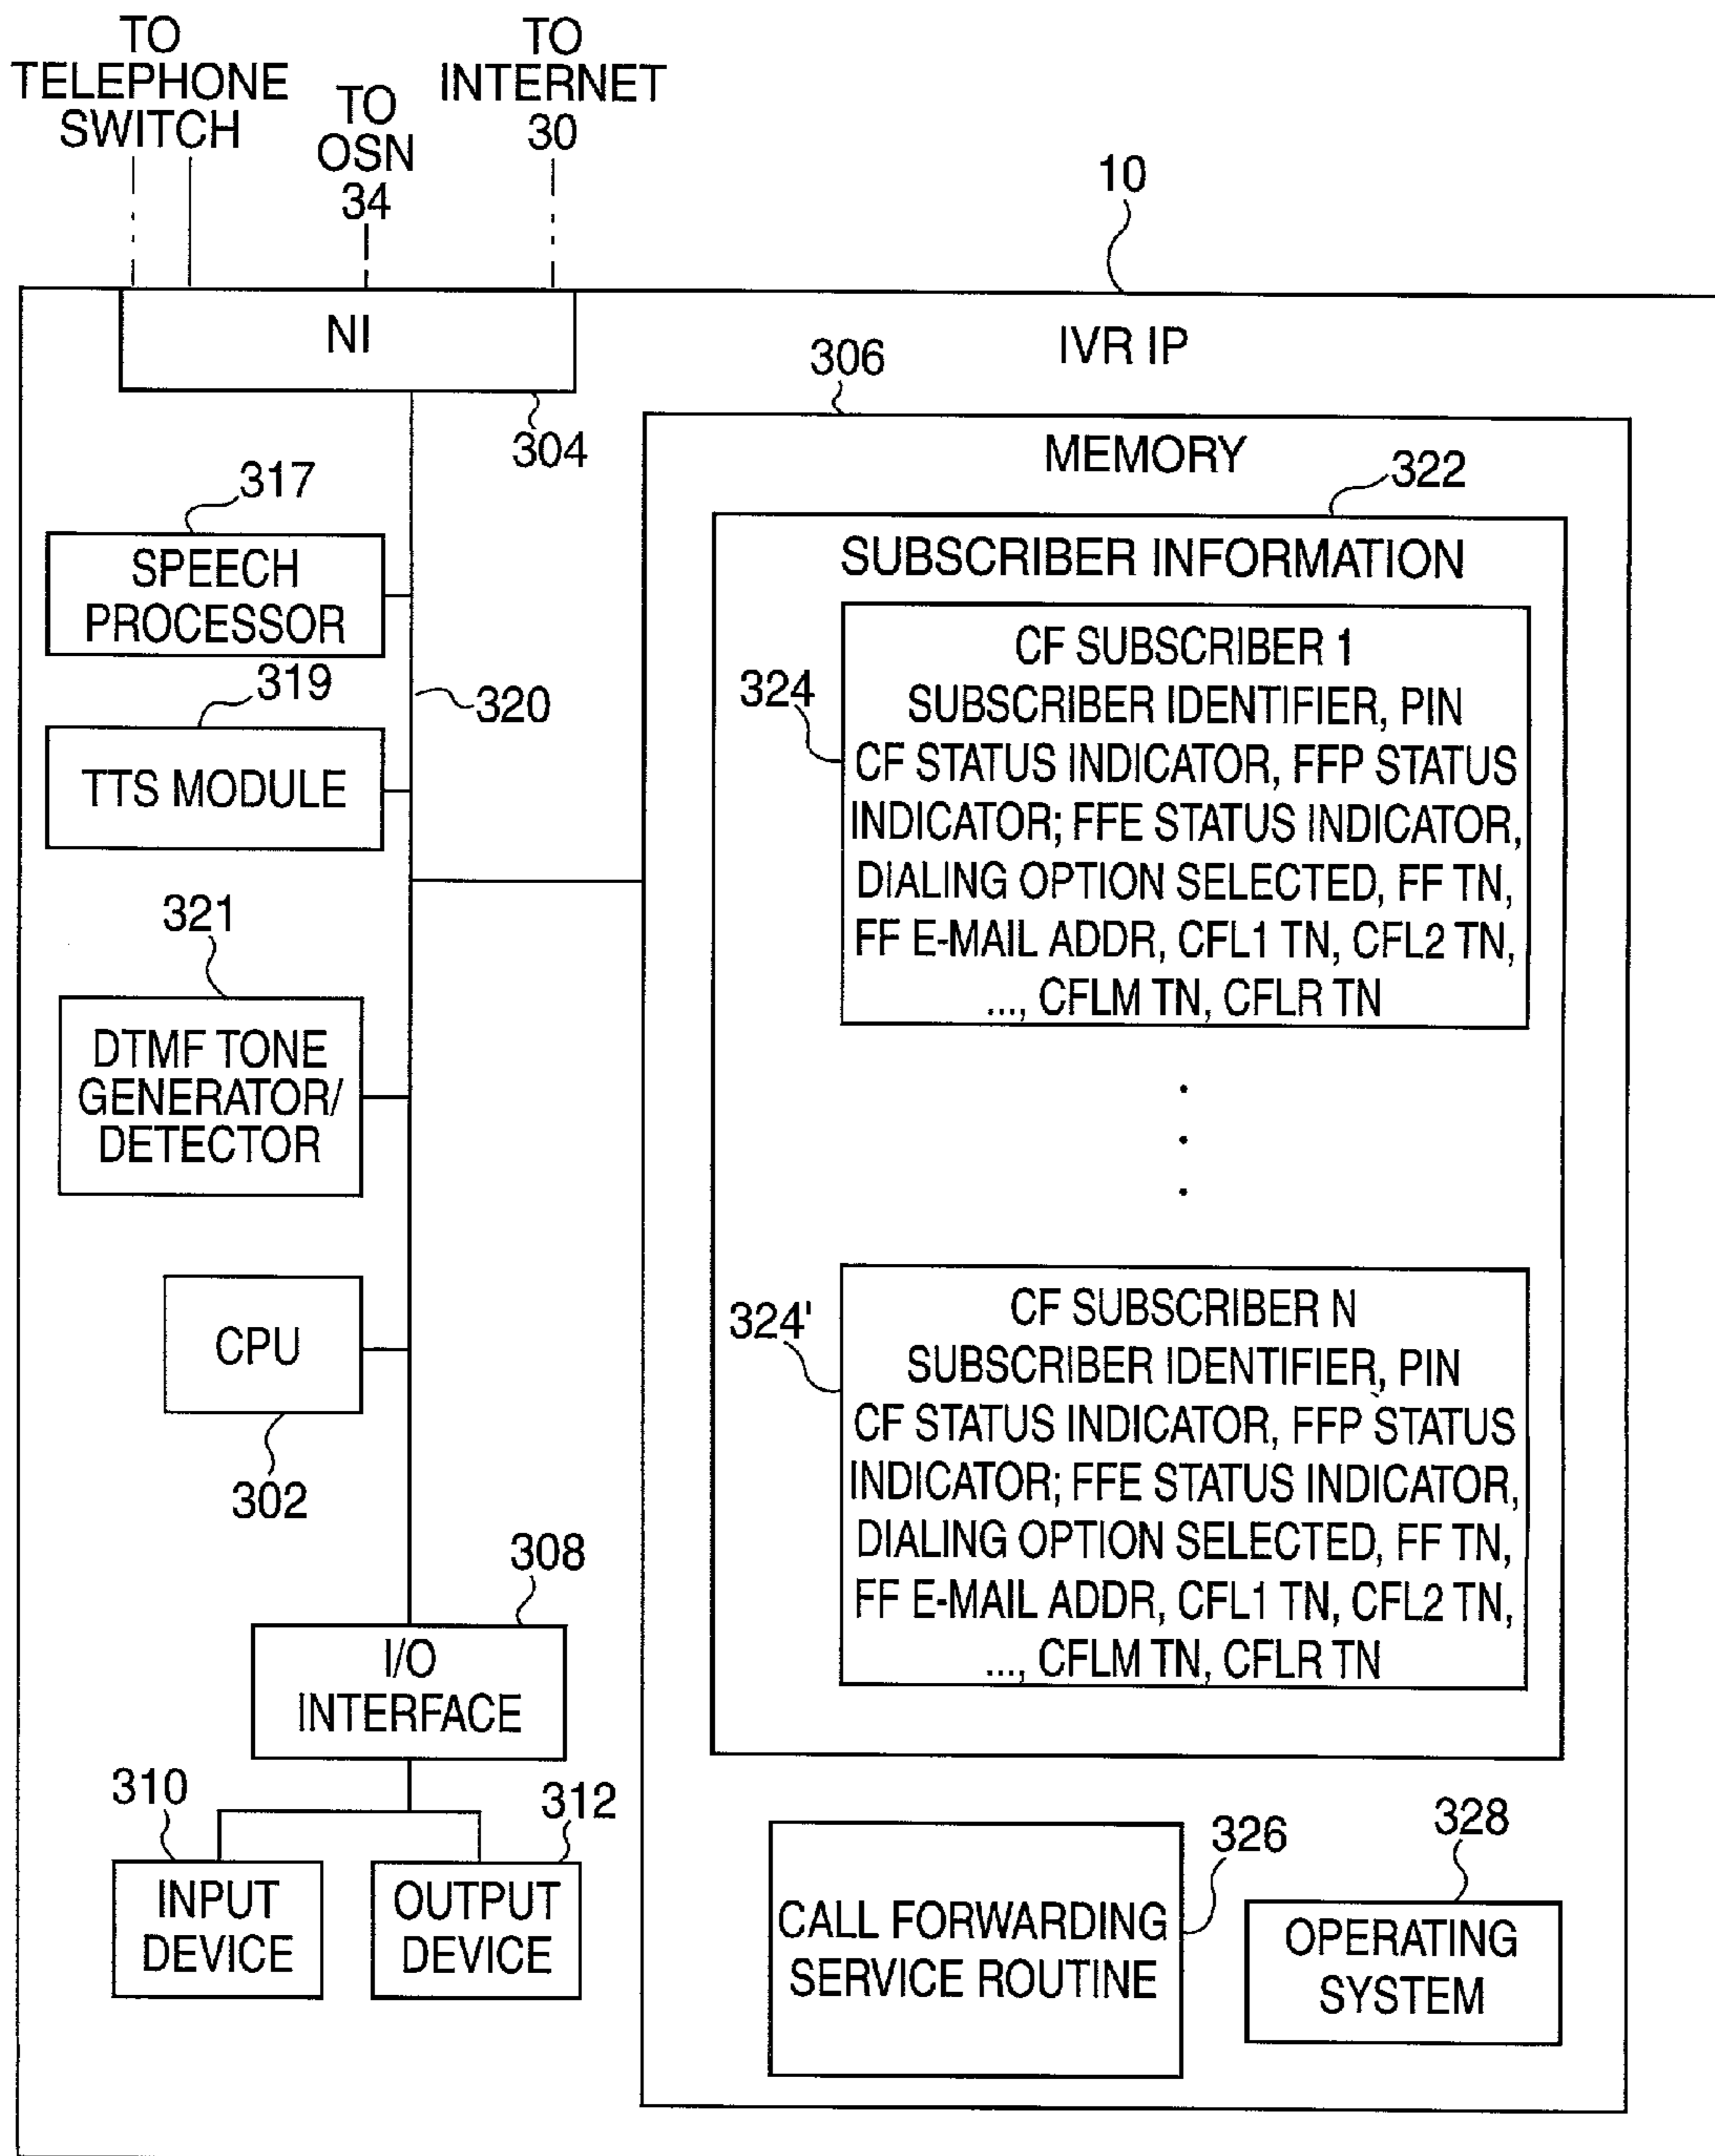 TO
TELEPHONE
SWITCH
TO
OSN
34
TO
INTERNET
30
10
NI
304
IVR IP
306
MEMORY
322
SUBSCRIBER INFORMATION
317
SPEECH
PROCESSOR
319
TTS MODULE
320
321
DTMF TONE
GENERATOR/
DETECTOR
CPU
302
308
I/O
INTERFACE
310
312
INPUT
DEVICE
OUTPUT
DEVICE
324
CF SUBSCRIBER 1
SUBSCRIBER IDENTIFIER, PIN
CF STATUS INDICATOR, FFP STATUS
INDICATOR; FFE STATUS INDICATOR,
DIALING OPTION SELECTED, FF TN,
FF E-MAIL ADDR, CFL1 TN, CFL2 TN,
..., CFLM TN, CFLR TN
.
.
.
324'
CF SUBSCRIBER N
SUBSCRIBER IDENTIFIER, PIN
CF STATUS INDICATOR, FFP STATUS
INDICATOR; FFE STATUS INDICATOR,
DIALING OPTION SELECTED, FF TN,
FF E-MAIL ADDR, CFL1 TN, CFL2 TN,
..., CFLM TN, CFLR TN
326
CALL FORWARDING
SERVICE ROUTINE
328
OPERATING
SYSTEM